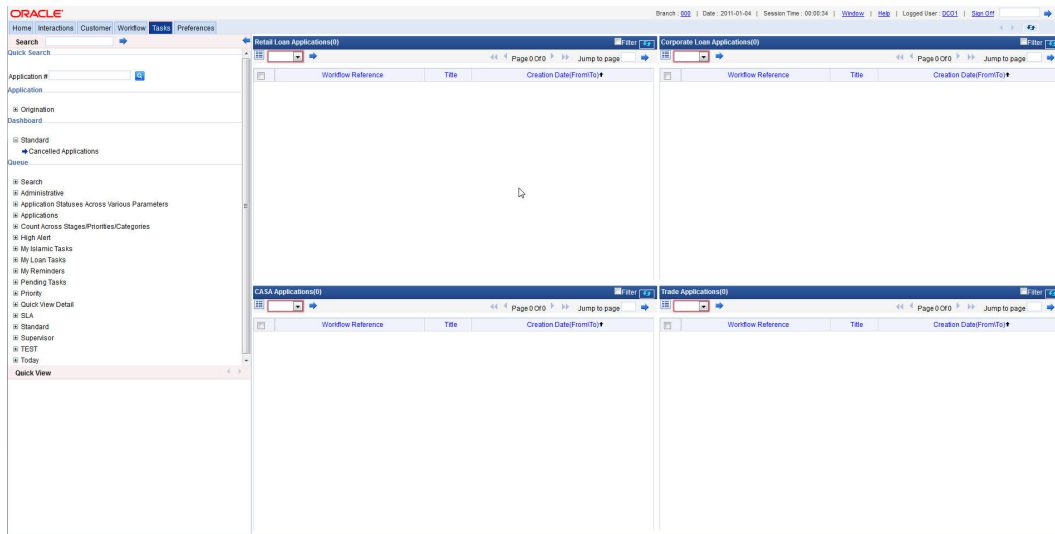 ORACLE
Branch : 000 | Date : 2011-01-04 | Session Time : 00:00:34 | Window | Help | Logged User : DCO1 | Sign Off
Home Interactions Customer Workflow Tasks Preferences
Search
Quick Search
Application #
Application
Origination
Dashboard
Standard
Cancelled Applications
Queue
Search
Administrative
Application Statuses Across Various Parameters
Applications
Count Across Stages/Priorities/Categories
High Alert
My Islamic Tasks
My Loan Tasks
My Reminders
Pending Tasks
Priority
Quick View Detail
SLA
Standard
Supervisor
TEST
Today
Quick View
Retail Loan Applications(0) Filter
Page 0 Of 0 Jump to page
Workflow Reference Title Creation Date(From\To)
Corporate Loan Applications(0) Filter
Page 0 Of 0 Jump to page
Workflow Reference Title Creation Date(From\To)
CASA Applications(0) Filter
Page 0 Of 0 Jump to page
Workflow Reference Title Creation Date(From\To)
Trade Applications(0) Filter
Page 0 Of 0 Jump to page
Workflow Reference Title Creation Date(From\To)